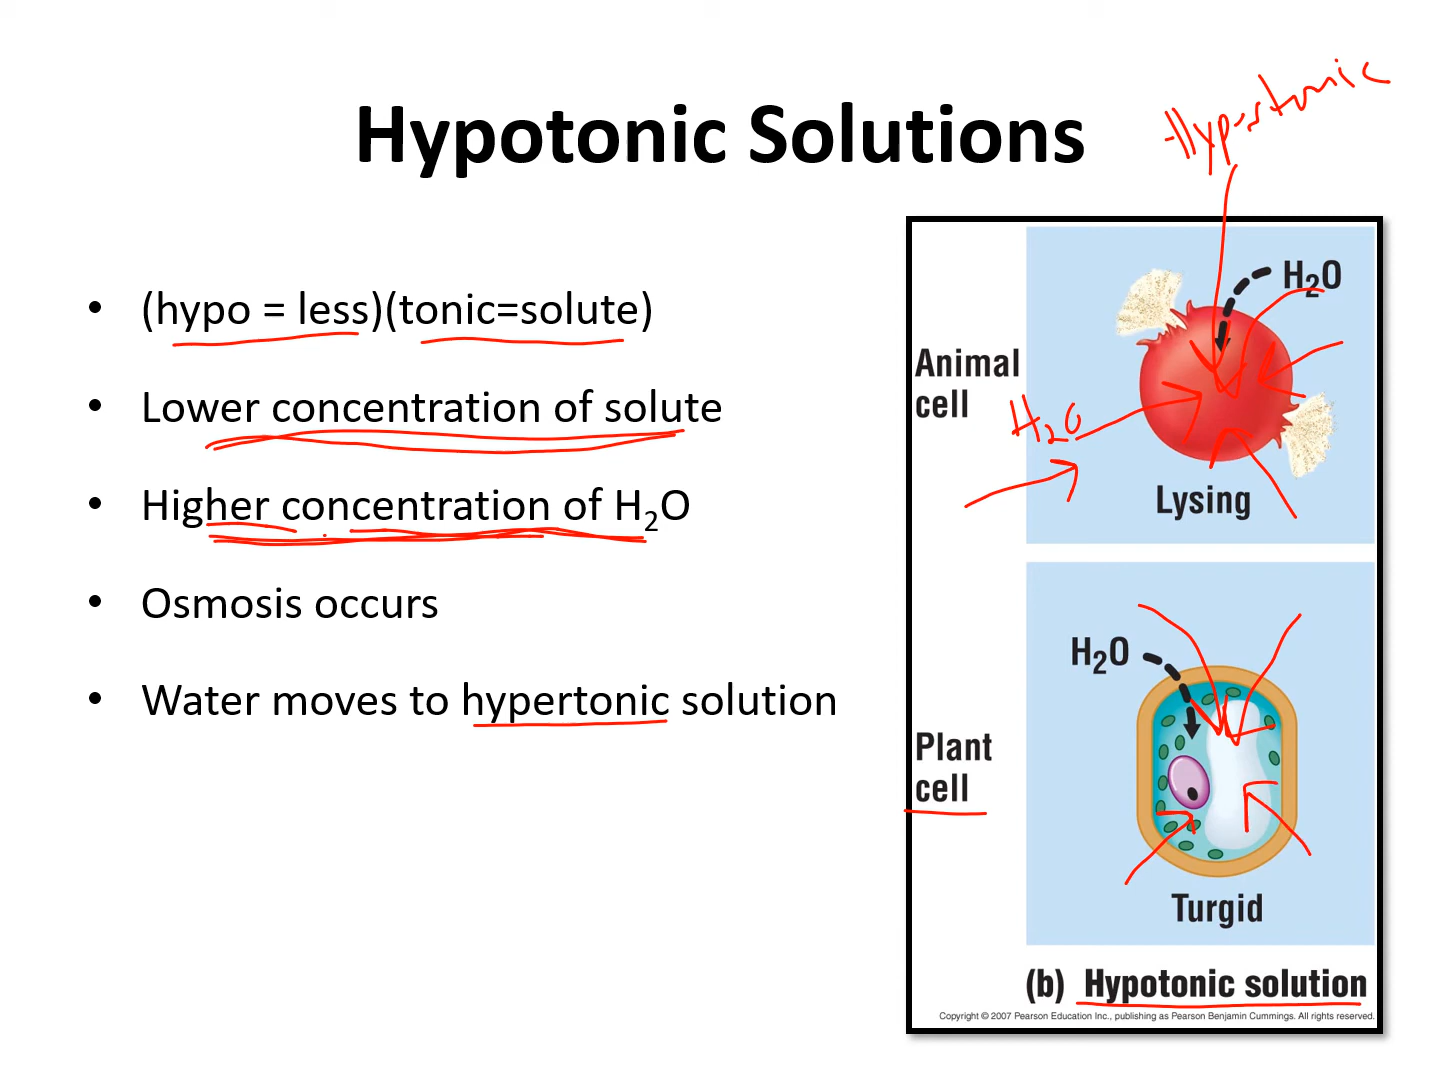 Hypertonic
Hypotonic Solutions
• (hypo = less)(tonic=solute)
• Lower concentration of solute
• Higher concentration of H₂O
• Osmosis occurs
• Water moves to hypertonic solution
H₂O
Animal
cell
H₂O
Lysing
H₂O
Plant
cell
Turgid
(b) Hypotonic solution
Copyright © 2007 Pearson Education Inc., publishing as Pearson Benjamin Cummings. All rights reserved.